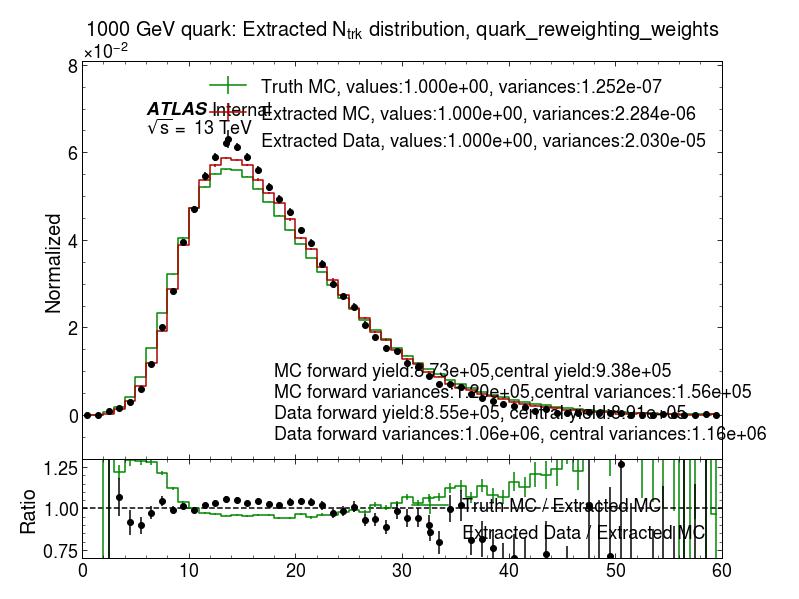 1000 GeV quark: Extracted Ntrk distribution, quark_reweighting_weights
×10−2
8
6
4
2
0
Normalized
Truth MC, values:1.000e+00, variances:1.252e-07
ATLAS Internal
Extracted MC, values:1.000e+00, variances:2.284e-06
√s = 13 TeV
Extracted Data, values:1.000e+00, variances:2.030e-05
MC forward yield:8.73e+05,central yield:9.38e+05
MC forward variances:1.20e+05,central variances:1.56e+05
Data forward yield:8.55e+05, central
Data forward variances:1.06e+06, central variances:1.16e+06
1.25
1.00
0.75
Ratio
Truth MC / Extracted MC
Extracted Data / Extracted MC
0 10 20 30 40 50 60